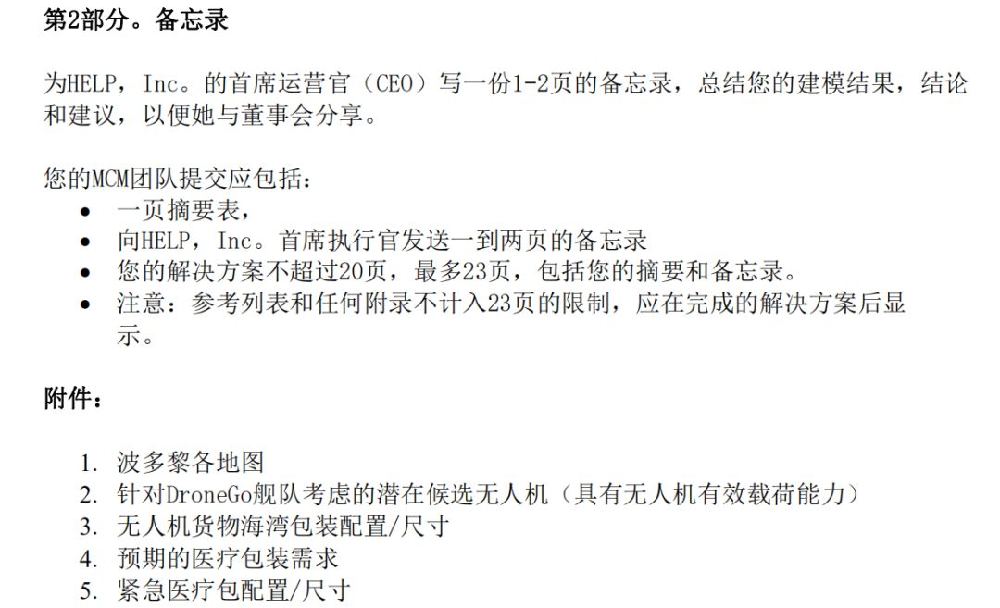 第2部分。备忘录
为HELP，Inc。的首席运营官（CEO）写一份1-2页的备忘录，总结您的建模结果，结论
和建议，以便她与董事会分享。
您的MCM团队提交应包括：
● 一页摘要表，
● 向HELP，Inc。首席执行官发送一到两页的备忘录
● 您的解决方案不超过20页，最多23页，包括您的摘要和备忘录。
● 注意：参考列表和任何附录不计入23页的限制，应在完成的解决方案后显
示。
附件：
1. 波多黎各地图
2. 针对DroneGo舰队考虑的潜在候选无人机（具有无人机有效载荷能力）
3. 无人机货物海湾包装配置/尺寸
4. 预期的医疗包装需求
5. 紧急医疗包配置/尺寸